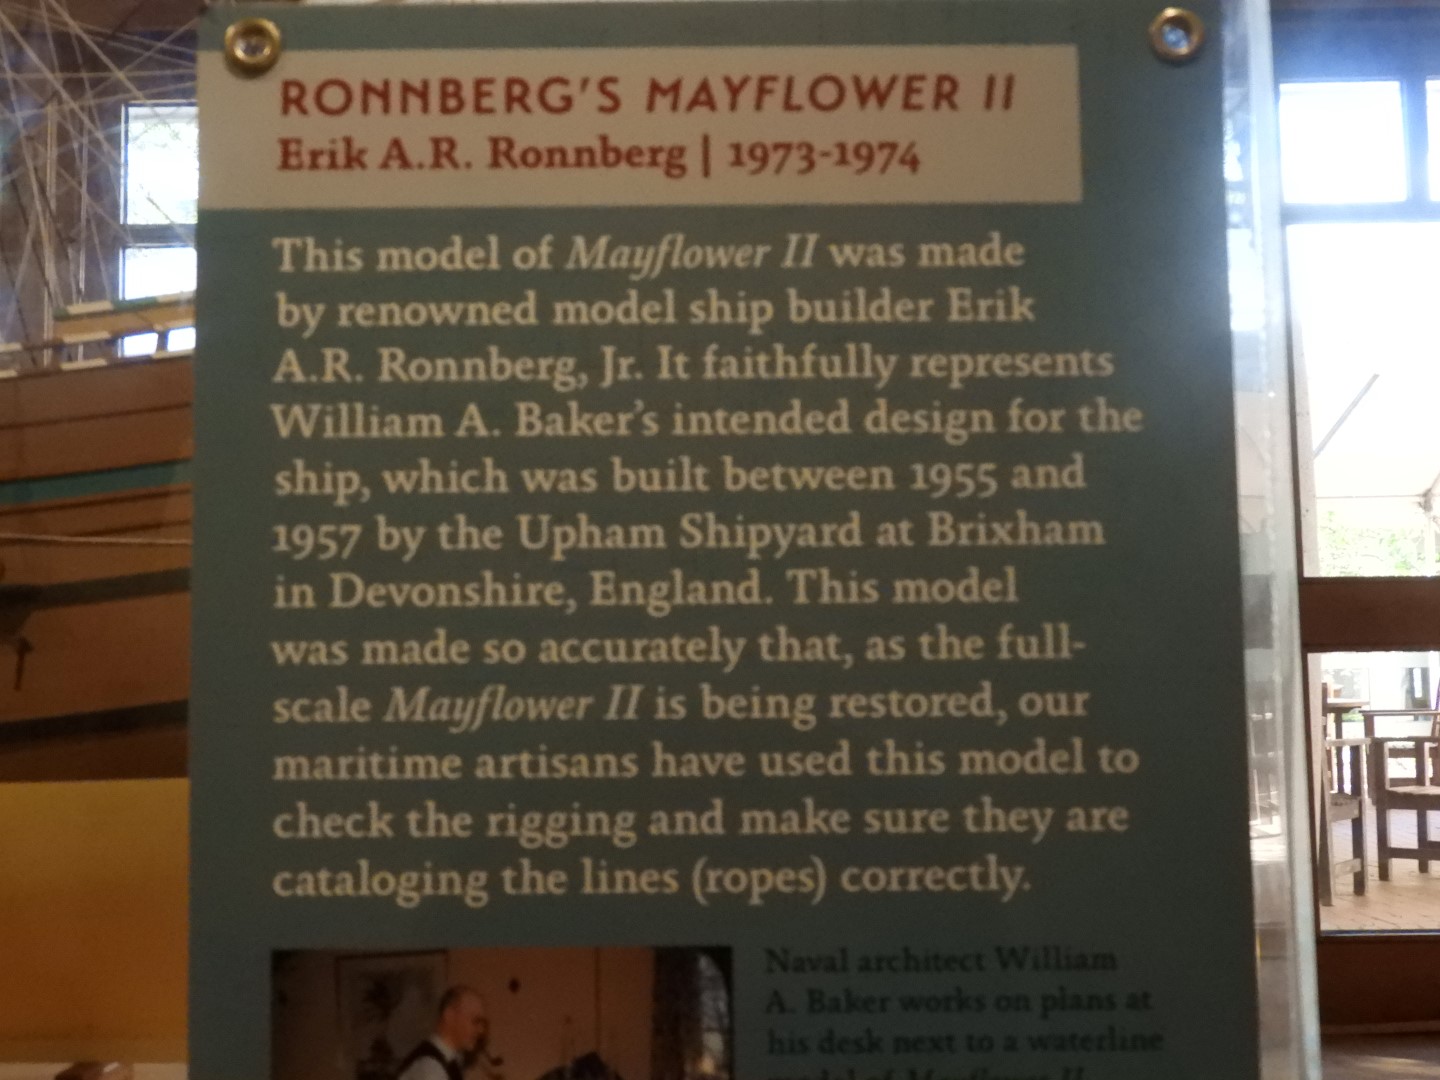 RONNBERG'S MAYFLOWER II
Erik A.R. Ronnberg | 1973-1974
This model of Mayflower II was made
by renowned model ship builder Erik
A.R. Ronnberg, Jr. It faithfully represents
William A. Baker's intended design for the
ship, which was built between 1955 and
1957 by the Upham Shipyard at Brixham
in Devonshire, England. This model
was made so accurately that, as the full-
scale Mayflower II is being restored, our
maritime artisans have used this model to
check the rigging and make sure they are
cataloging the lines (ropes) correctly.
Naval architect William
A. Baker works on plans at
his desk next to a waterline
model of Mayflower II